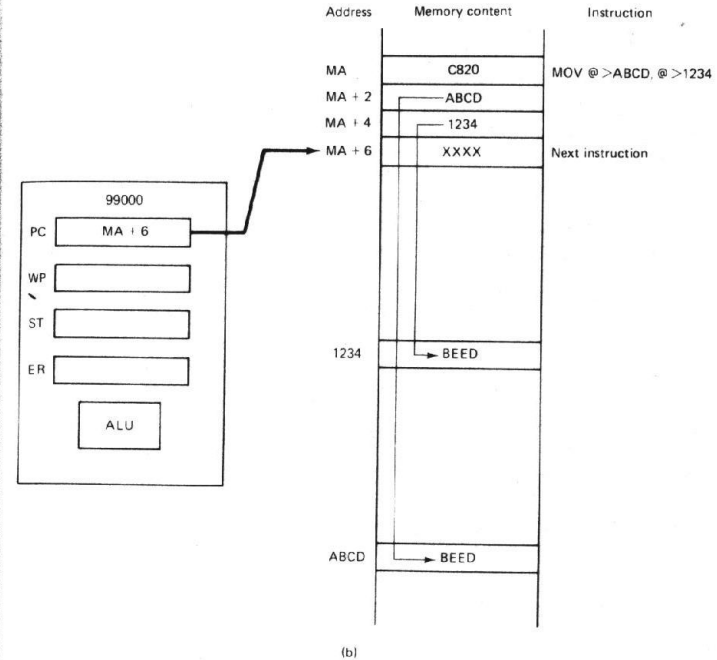 Address Memory content Instruction
MA C820 MOV @ >ABCD, @ >1234
MA + 2 ABCD
MA + 4 1234
MA + 6 XXXX Next instruction
99000
PC MA + 6
WP
ST
1234 BEED
ER
ALU
ABCD BEED
(b)